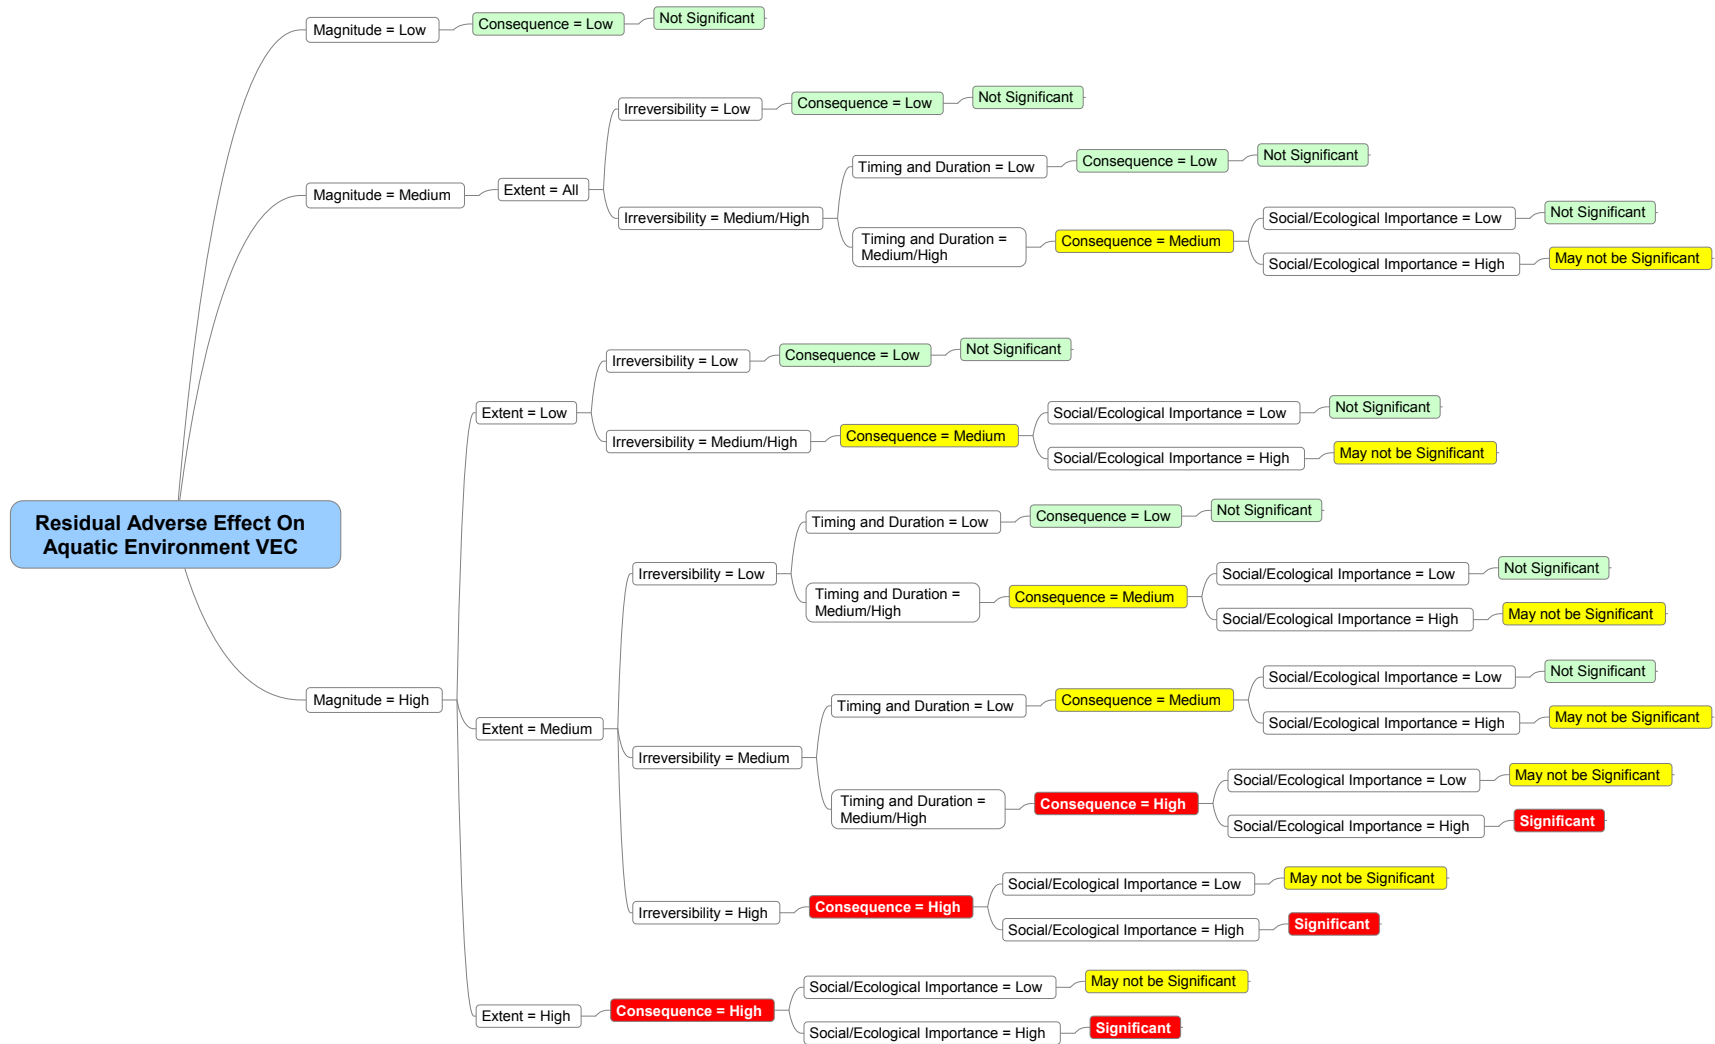 Residual Adverse Effect On
Aquatic Environment VEC
Magnitude = Low
Consequence = Low
Not Significant
Magnitude = Medium
Extent = All
Irreversibility = Low
Consequence = Low
Not Significant
Irreversibility = Medium/High
Timing and Duration = Low
Consequence = Low
Not Significant
Timing and Duration =
Medium/High
Consequence = Medium
Social/Ecological Importance = Low
Not Significant
Social/Ecological Importance = High
May not be Significant
Magnitude = High
Extent = Low
Irreversibility = Low
Consequence = Low
Not Significant
Irreversibility = Medium/High
Consequence = Medium
Social/Ecological Importance = Low
Not Significant
Social/Ecological Importance = High
May not be Significant
Extent = Medium
Irreversibility = Low
Timing and Duration = Low
Consequence = Low
Not Significant
Timing and Duration =
Medium/High
Consequence = Medium
Social/Ecological Importance = Low
Not Significant
Social/Ecological Importance = High
May not be Significant
Irreversibility = Medium
Timing and Duration = Low
Consequence = Medium
Social/Ecological Importance = Low
Not Significant
Social/Ecological Importance = High
May not be Significant
Timing and Duration =
Medium/High
Consequence = High
Social/Ecological Importance = Low
May not be Significant
Social/Ecological Importance = High
Significant
Irreversibility = High
Consequence = High
Social/Ecological Importance = Low
May not be Significant
Social/Ecological Importance = High
Significant
Extent = High
Consequence = High
Social/Ecological Importance = Low
May not be Significant
Social/Ecological Importance = High
Significant